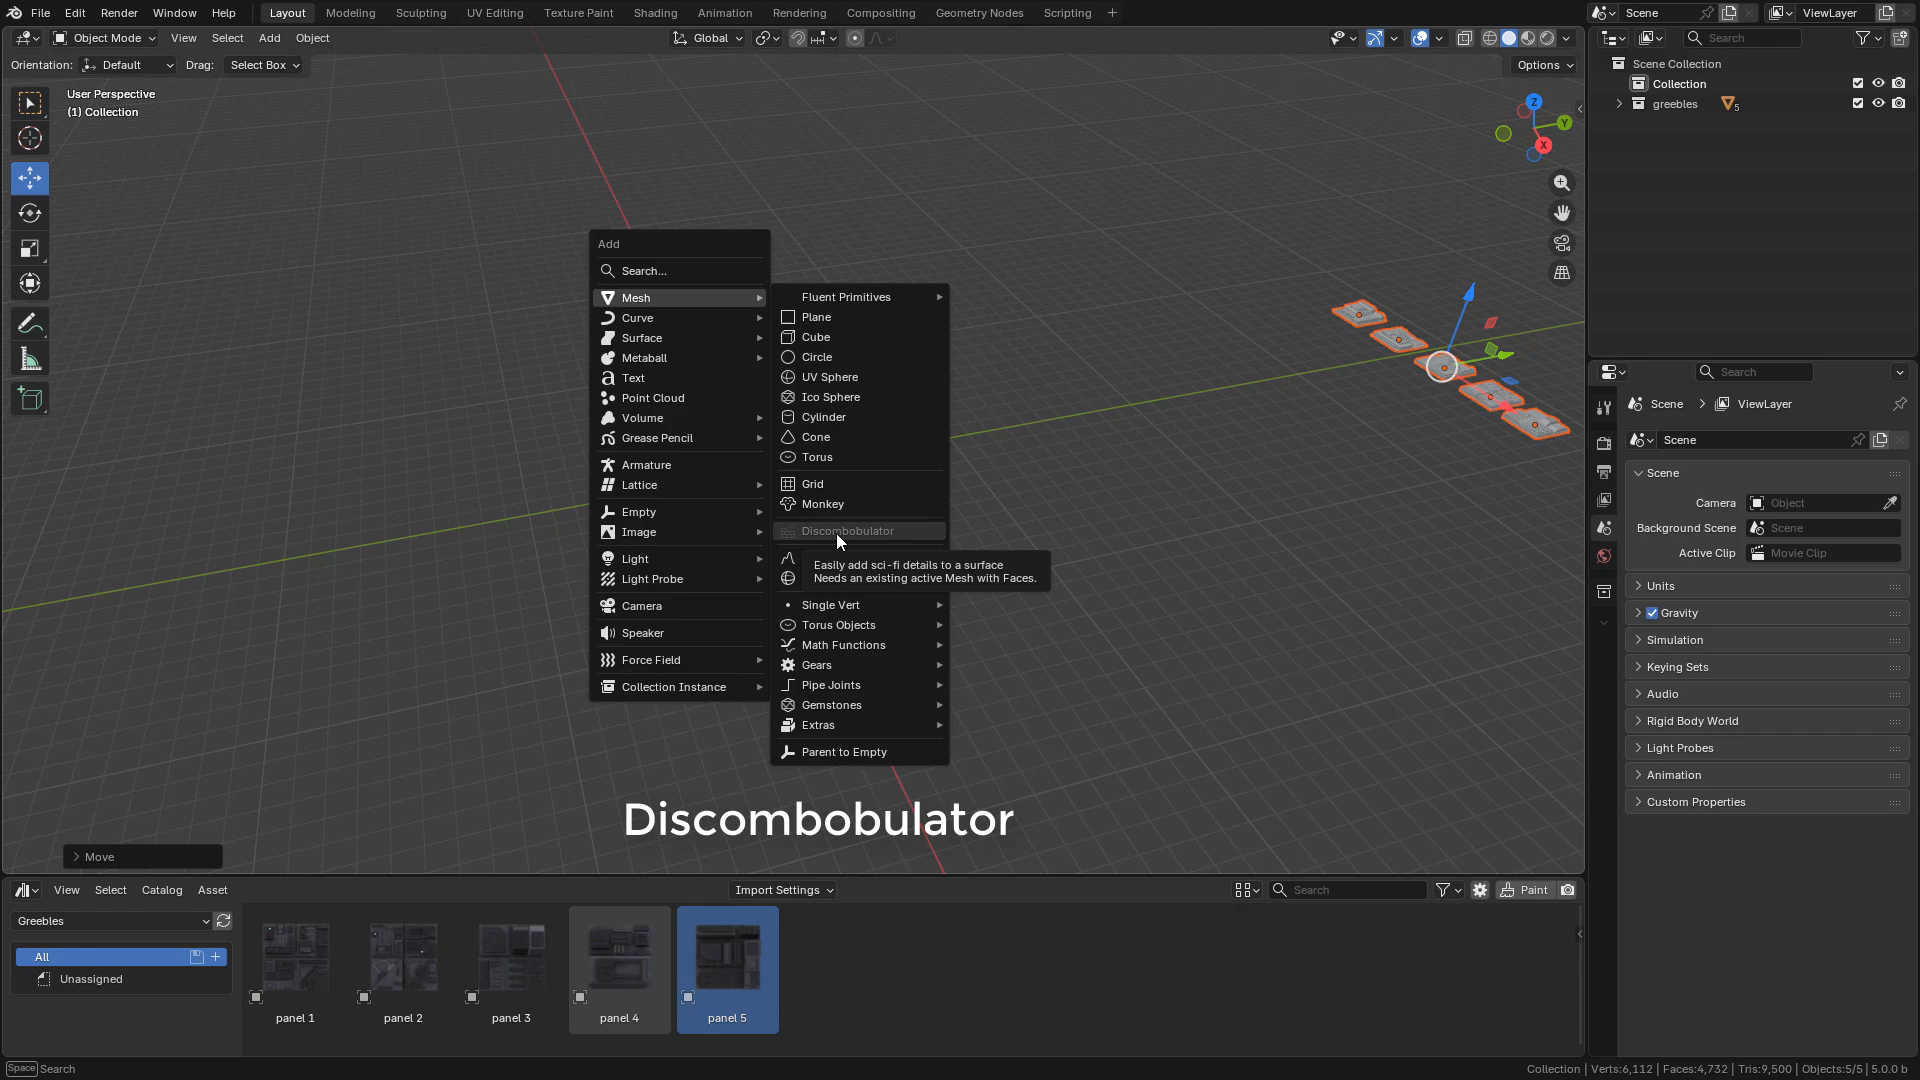 File Edit Render Window Help Layout Modeling Sculpting UV Editing Texture Paint Shading Animation Rendering Compositing Geometry Nodes Scripting + Scene ViewLayer
Object Mode View Select Add Object Global Search
Orientation: Default Drag: Select Box Options
Scene Collection
Collection
greebles 5
User Perspective
(1) Collection
Z
Y
X
Add
Search...
Mesh
Curve
Surface
Metaball
Text
Point Cloud
Volume
Grease Pencil
Armature
Lattice
Empty
Image
Light
Light Probe
Camera
Speaker
Force Field
Collection Instance
Fluent Primitives
Plane
Cube
Circle
UV Sphere
Ico Sphere
Cylinder
Cone
Torus
Grid
Monkey
Discombobulator
Easily add sci-fi details to a surface
Needs an existing active Mesh with Faces.
Single Vert
Torus Objects
Math Functions
Gears
Pipe Joints
Gemstones
Extras
Parent to Empty
Search
Scene > ViewLayer
Scene
Scene
Camera Object
Background Scene Scene
Active Clip Movie Clip
Units
Gravity
Simulation
Keying Sets
Audio
Rigid Body World
Light Probes
Animation
Custom Properties
Discombobulator
Move
View Select Catalog Asset Import Settings Search Paint
Greebles
All
Unassigned
panel 1 panel 2 panel 3 panel 4 panel 5
Space Search
Collection | Verts:6,112 | Faces:4,732 | Tris:9,500 | Objects:5/5 | 5.0.0 b